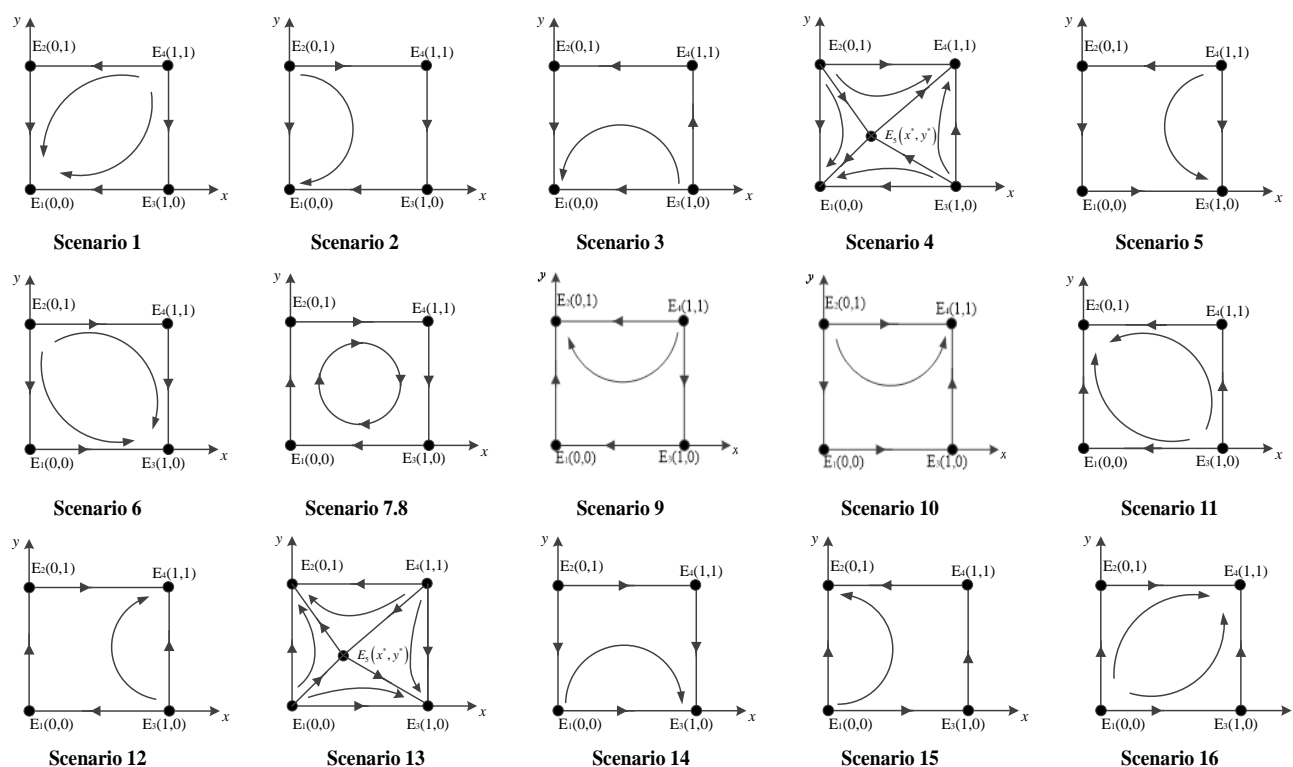 y
E₂(0,1) E₄(1,1)
E₁(0,0) E₃(1,0) x
Scenario 1
y
E₂(0,1) E₄(1,1)
E₁(0,0) E₃(1,0) x
Scenario 2
y
E₂(0,1) E₄(1,1)
E₁(0,0) E₃(1,0) x
Scenario 3
y
E₂(0,1) E₄(1,1)
E₅(x*, y*)
E₁(0,0) E₃(1,0) x
Scenario 4
y
E₂(0,1) E₄(1,1)
E₁(0,0) E₃(1,0) x
Scenario 5
y
E₂(0,1) E₄(1,1)
E₁(0,0) E₃(1,0) x
Scenario 6
y
E₂(0,1) E₄(1,1)
E₁(0,0) E₃(1,0) x
Scenario 7.8
y
E₂(0,1) E₄(1,1)
E₁(0,0) E₃(1,0) x
Scenario 9
y
E₂(0,1) E₄(1,1)
E₁(0,0) E₃(1,0) x
Scenario 10
y
E₂(0,1) E₄(1,1)
E₁(0,0) E₃(1,0) x
Scenario 11
y
E₂(0,1) E₄(1,1)
E₁(0,0) E₃(1,0) x
Scenario 12
y
E₂(0,1) E₄(1,1)
E₅(x*, y*)
E₁(0,0) E₃(1,0) x
Scenario 13
y
E₂(0,1) E₄(1,1)
E₁(0,0) E₃(1,0) x
Scenario 14
y
E₂(0,1) E₄(1,1)
E₁(0,0) E₃(1,0) x
Scenario 15
y
E₂(0,1) E₄(1,1)
E₁(0,0) E₃(1,0) x
Scenario 16